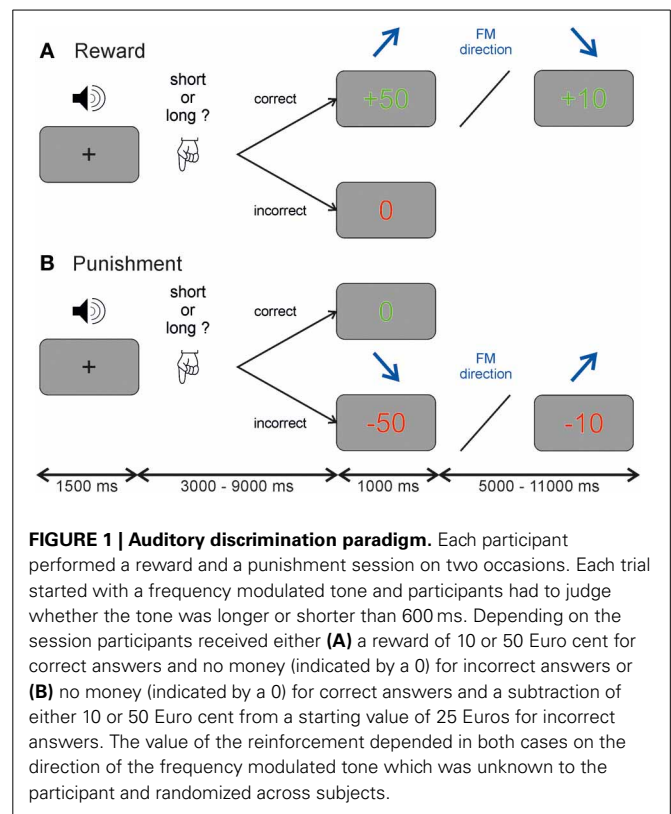 A Reward
FM
direction
short
or
long ?
correct
+50
+10
+
incorrect
0
B Punishment
short
or
long ?
correct
0
+
FM
direction
incorrect
-50
-10
1500 ms
3000 - 9000 ms
1000 ms
5000 - 11000 ms
FIGURE 1 | Auditory discrimination paradigm. Each participant
performed a reward and a punishment session on two occasions. Each trial
started with a frequency modulated tone and participants had to judge
whether the tone was longer or shorter than 600 ms. Depending on the
session participants received either (A) a reward of 10 or 50 Euro cent for
correct answers and no money (indicated by a 0) for incorrect answers or
(B) no money (indicated by a 0) for correct answers and a subtraction of
either 10 or 50 Euro cent from a starting value of 25 Euros for incorrect
answers. The value of the reinforcement depended in both cases on the
direction of the frequency modulated tone which was unknown to the
participant and randomized across subjects.